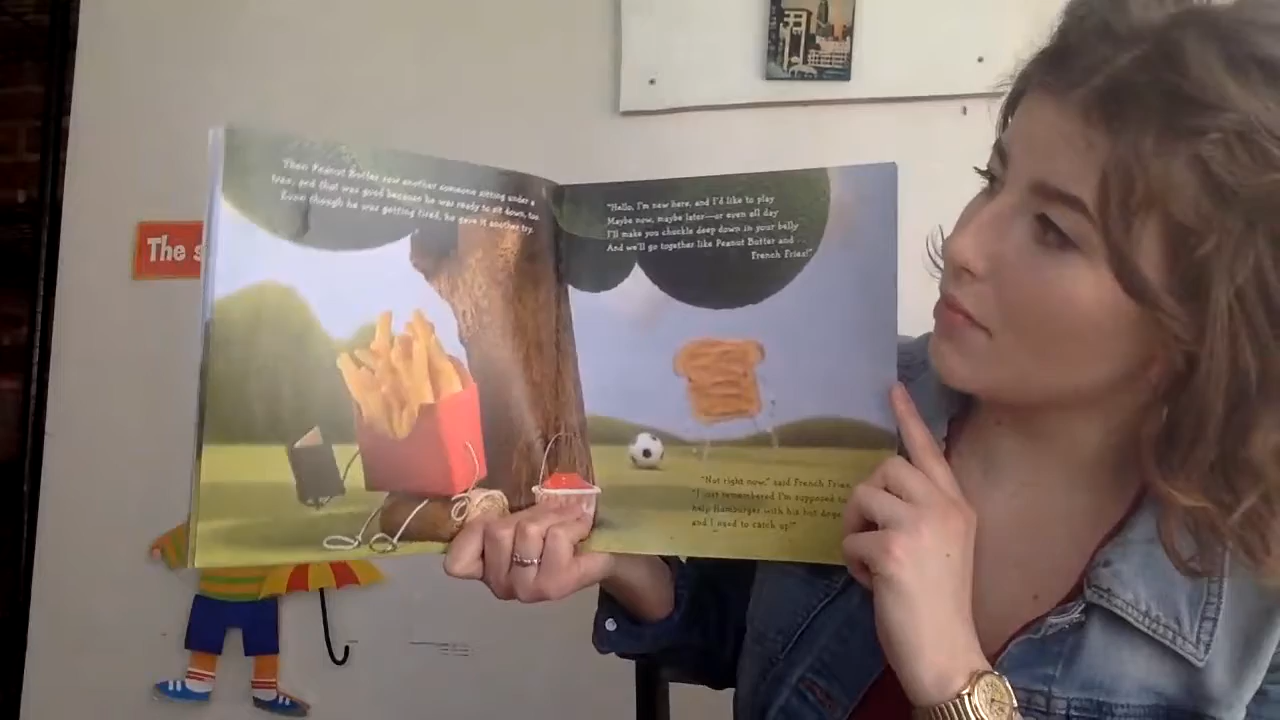 The s
Then Peanut Butter saw another someone sitting under a
tree, and that was good because he was ready to sit down, too.
Even though he was getting tired, he gave it another try.
"Hello, I'm new here, and I'd like to play
Maybe now, maybe later—or even all day
I'll make you chuckle deep down in your belly
And we'll go together like Peanut Butter and . . .
French Fries!"
"Not right now," said French Fries.
"I just remembered I'm supposed to
help Hamburger with his hot dogs,
and I need to catch up!"